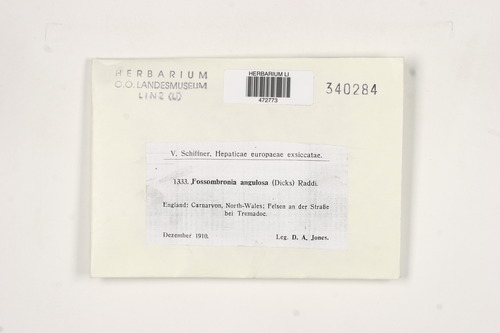 HERBARIUM
O.O. LANDESMUSEUM
LINZ (LI)
HERBARIUM LI
472773
340284
V. Schiffner, Hepaticae europaeae exsiccatae.
1333. Fossombronia angulosa (Dicks) Raddi.
England: Carnarvon, North-Wales; Felsen an der Straße
bei Tremadoc.
Dezember 1910.
Leg. D. A. Jones.